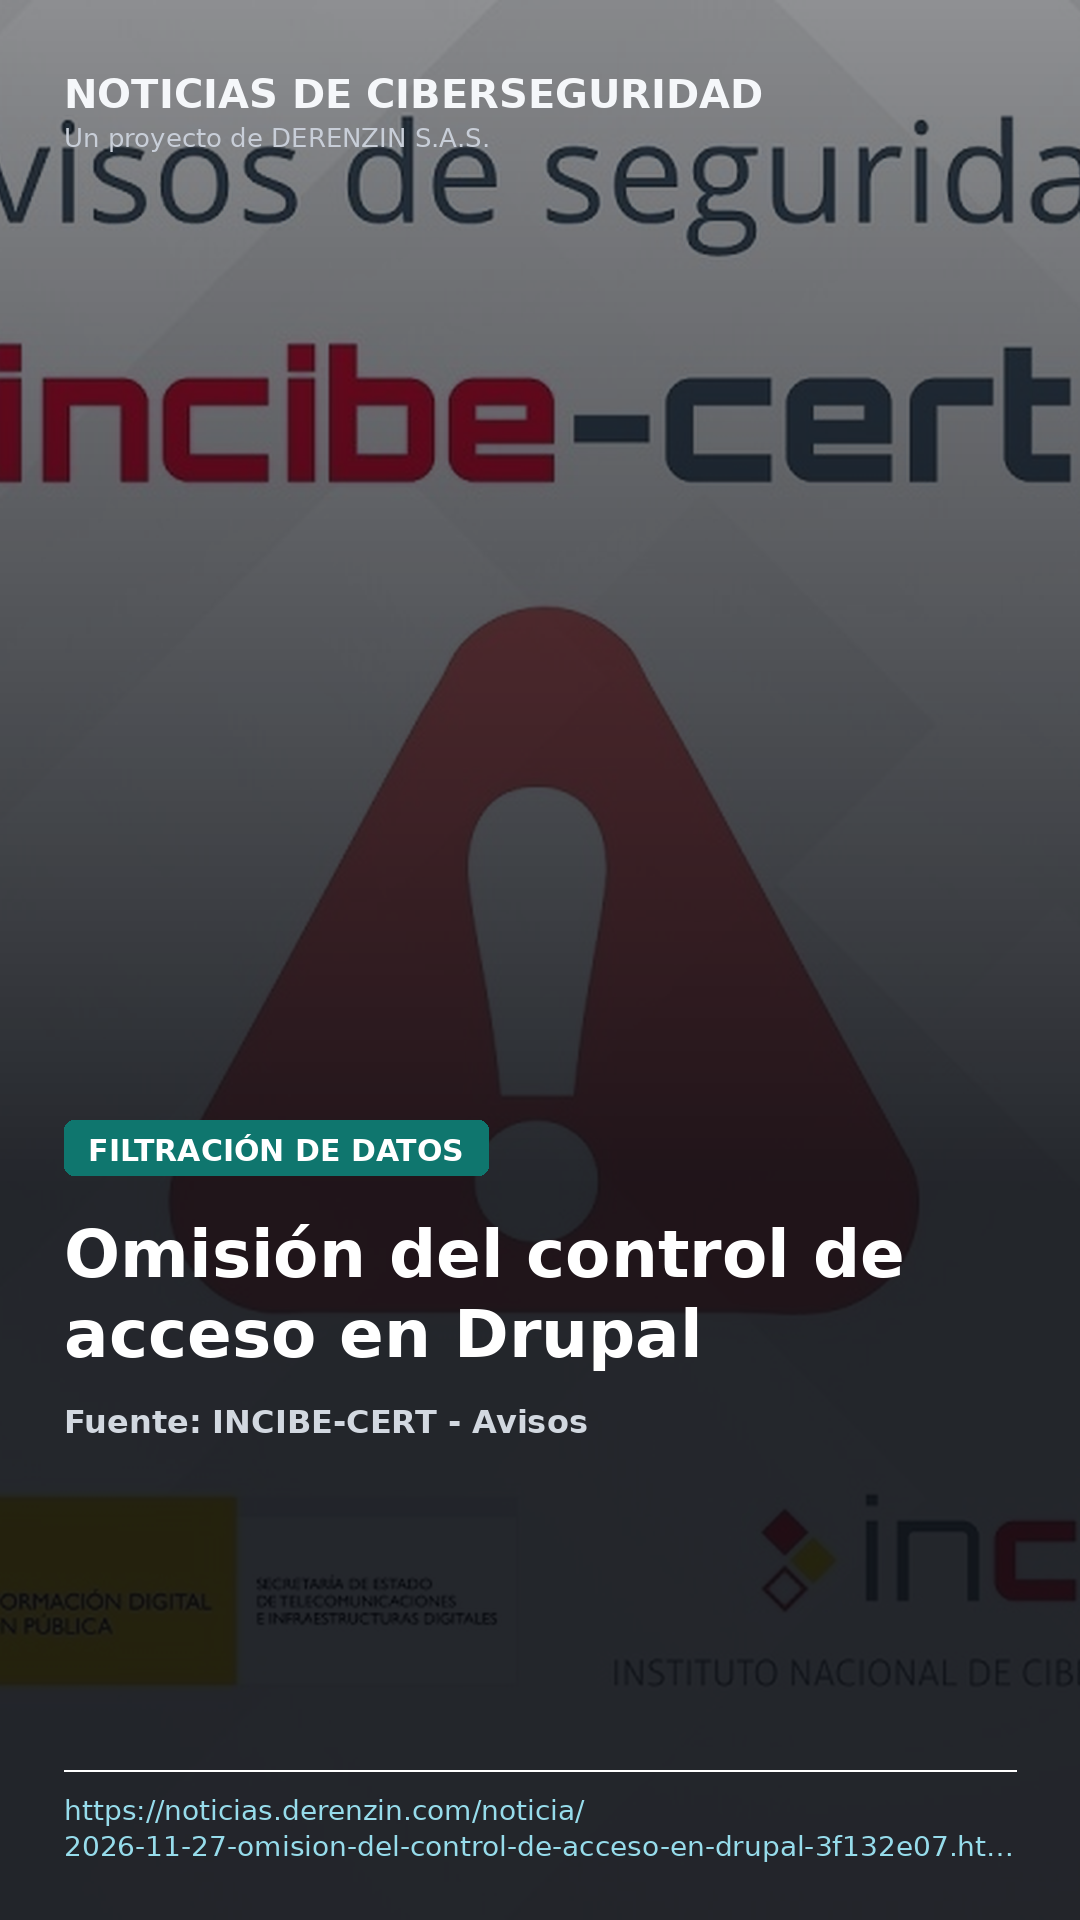 NOTICIAS DE CIBERSEGURIDAD
Un proyecto de DERENZIN S.A.S.
visos de segurida
incibe-cert
FILTRACIÓN DE DATOS
Omisión del control de
acceso en Drupal
Fuente: INCIBE-CERT - Avisos
ORMACIÓN DIGITAL
N PÚBLICA
SECRETARÍA DE ESTADO
DE TELECOMUNICACIONES
E INFRAESTRUCTURAS DIGITALES
inc
INSTITUTO NACIONAL DE CIB
https://noticias.derenzin.com/noticia/
2026-11-27-omision-del-control-de-acceso-en-drupal-3f132e07.ht…